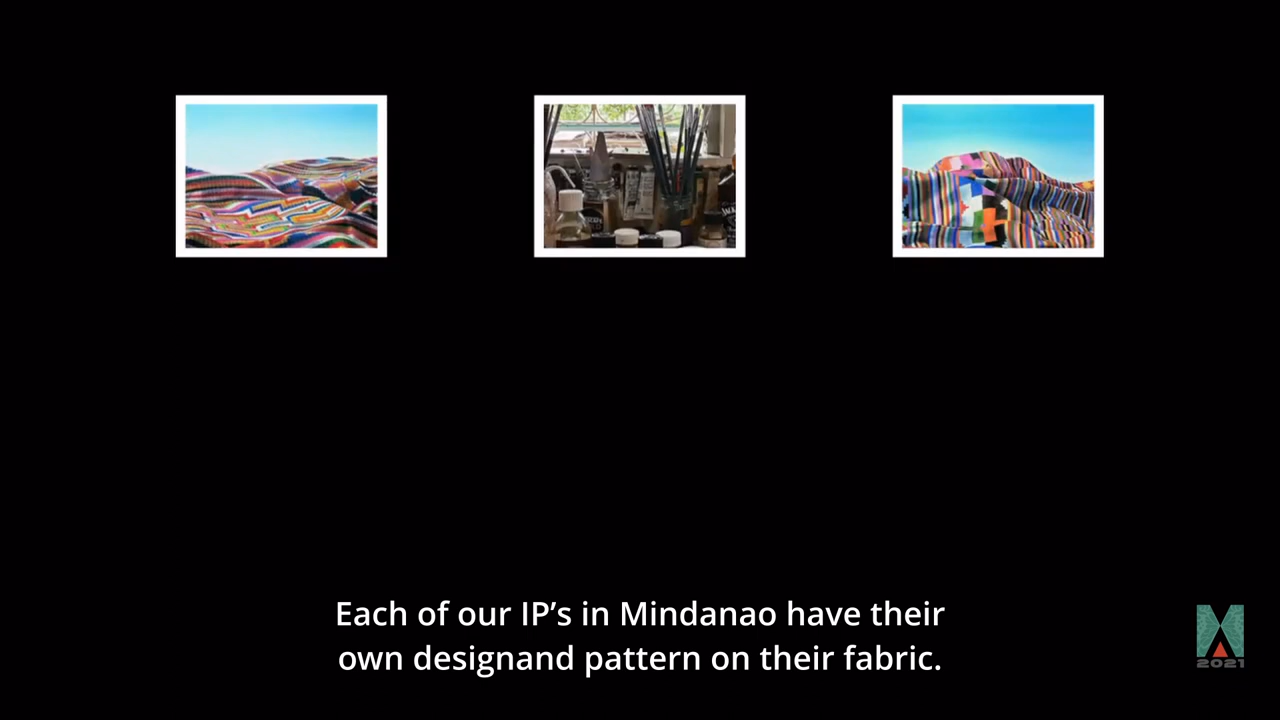 Each of our IP’s in Mindanao have their
own designand pattern on their fabric.
2021